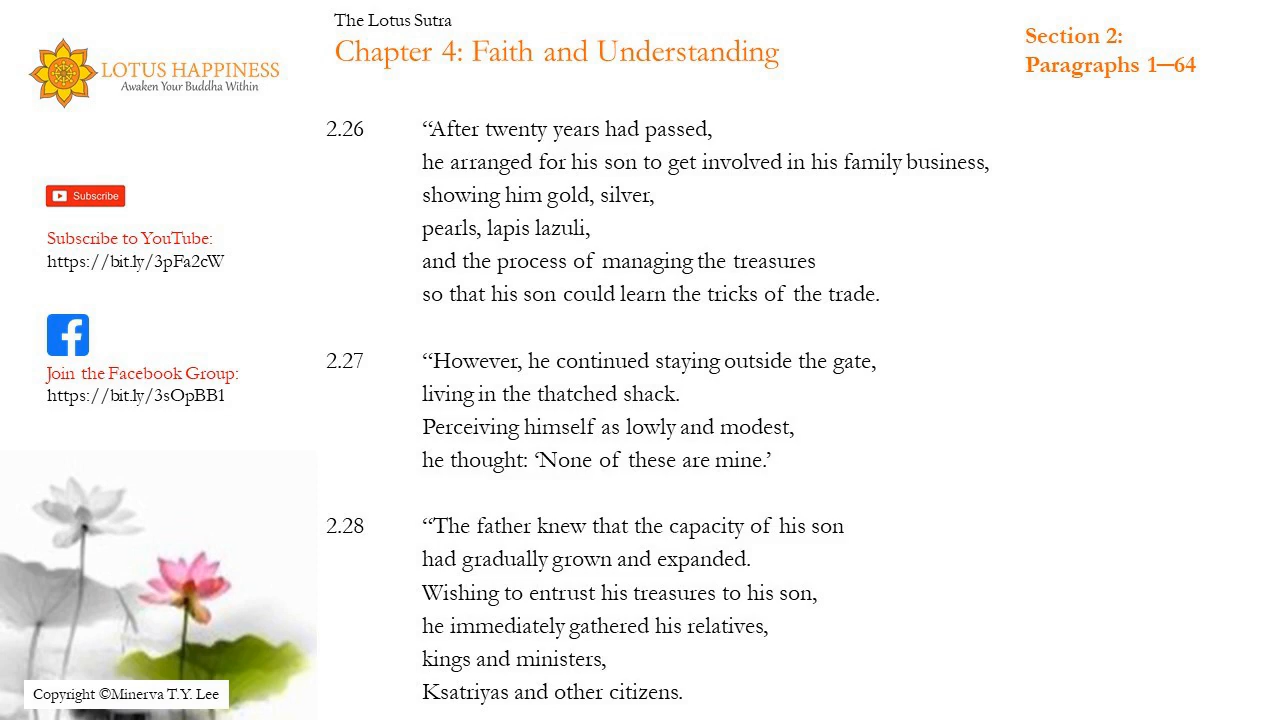 The Lotus Sutra
Chapter 4: Faith and Understanding
Section 2:
Paragraphs 1—64
LOTUS HAPPINESS
Awaken Your Buddha Within
Subscribe
Subscribe to YouTube:
https://bit.ly/3pFa2cW
Join the Facebook Group:
https://bit.ly/3sOpBB1
2.26 “After twenty years had passed,
he arranged for his son to get involved in his family business,
showing him gold, silver,
pearls, lapis lazuli,
and the process of managing the treasures
so that his son could learn the tricks of the trade.
2.27 “However, he continued staying outside the gate,
living in the thatched shack.
Perceiving himself as lowly and modest,
he thought: ‘None of these are mine.’
2.28 “The father knew that the capacity of his son
had gradually grown and expanded.
Wishing to entrust his treasures to his son,
he immediately gathered his relatives,
kings and ministers,
Ksatriyas and other citizens.
Copyright ©Minerva T.Y. Lee